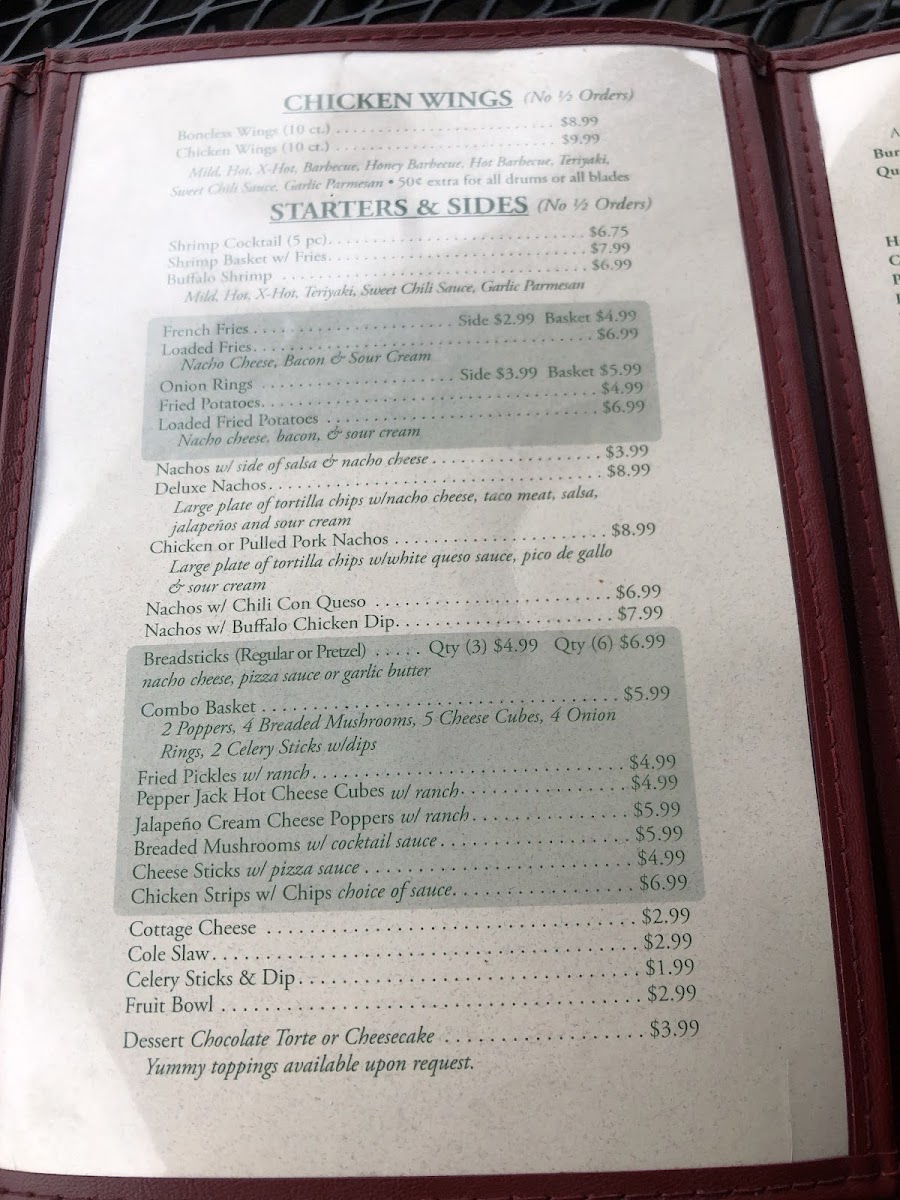 CHICKEN WINGS (No ½ Orders)
Boneless Wings (10 ct.) . . . . . . . . . . . . . . . . . . . . . . . . $8.99
Chicken Wings (10 ct.) . . . . . . . . . . . . . . . . . . . . . . . . $9.99
Mild, Hot, X-Hot, Barbecue, Honey Barbecue, Hot Barbecue, Teriyaki,
Sweet Chili Sauce, Garlic Parmesan • 50¢ extra for all drums or all blades
STARTERS & SIDES (No ½ Orders)
Shrimp Cocktail (5 pc). . . . . . . . . . . . . . . . . . . . . . . . . $6.75
Shrimp Basket w/ Fries. . . . . . . . . . . . . . . . . . . . . . . . . $7.99
Buffalo Shrimp . . . . . . . . . . . . . . . . . . . . . . . . . . . . . $6.99
Mild, Hot, X-Hot, Teriyaki, Sweet Chili Sauce, Garlic Parmesan
French Fries. . . . . . . . . . . . . . . . . . . . . Side $2.99 Basket $4.99
Loaded Fries. . . . . . . . . . . . . . . . . . . . . . . . . . . . . . . $6.99
Nacho Cheese, Bacon & Sour Cream
Onion Rings . . . . . . . . . . . . . . . . . . . . Side $3.99 Basket $5.99
Fried Potatoes. . . . . . . . . . . . . . . . . . . . . . . . . . . . . . $4.99
Loaded Fried Potatoes . . . . . . . . . . . . . . . . . . . . . . . . . $6.99
Nacho cheese, bacon, & sour cream
Nachos w/ side of salsa & nacho cheese . . . . . . . . . . . . . . . . $3.99
Deluxe Nachos. . . . . . . . . . . . . . . . . . . . . . . . . . . . . . $8.99
Large plate of tortilla chips w/nacho cheese, taco meat, salsa,
jalapeños and sour cream
Chicken or Pulled Pork Nachos . . . . . . . . . . . . . . . . . . . . $8.99
Large plate of tortilla chips w/white queso sauce, pico de gallo
& sour cream
Nachos w/ Chili Con Queso . . . . . . . . . . . . . . . . . . . . . . $6.99
Nachos w/ Buffalo Chicken Dip. . . . . . . . . . . . . . . . . . . . . $7.99
Breadsticks (Regular or Pretzel) . . . . . Qty (3) $4.99 Qty (6) $6.99
nacho cheese, pizza sauce or garlic butter
Combo Basket . . . . . . . . . . . . . . . . . . . . . . . . . . . . . . $5.99
2 Poppers, 4 Breaded Mushrooms, 5 Cheese Cubes, 4 Onion
Rings, 2 Celery Sticks w/dips
Fried Pickles w/ ranch. . . . . . . . . . . . . . . . . . . . . . . . . . $4.99
Pepper Jack Hot Cheese Cubes w/ ranch. . . . . . . . . . . . . . . $4.99
Jalapeño Cream Cheese Poppers w/ ranch. . . . . . . . . . . . . . $5.99
Breaded Mushrooms w/ cocktail sauce . . . . . . . . . . . . . . . . $5.99
Cheese Sticks w/ pizza sauce . . . . . . . . . . . . . . . . . . . . . . $4.99
Chicken Strips w/ Chips choice of sauce. . . . . . . . . . . . . . . . $6.99
Cottage Cheese . . . . . . . . . . . . . . . . . . . . . . . . . . . . . $2.99
Cole Slaw. . . . . . . . . . . . . . . . . . . . . . . . . . . . . . . . . $2.99
Celery Sticks & Dip. . . . . . . . . . . . . . . . . . . . . . . . . . . $1.99
Fruit Bowl . . . . . . . . . . . . . . . . . . . . . . . . . . . . . . . . $2.99
Dessert Chocolate Torte or Cheesecake . . . . . . . . . . . . . . . . $3.99
Yummy toppings available upon request.